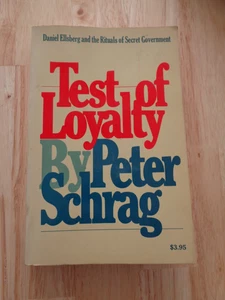 Daniel Ellsberg and the Rituals of Secret Government
Test of
Loyalty
By Peter
Schrag
$3.95